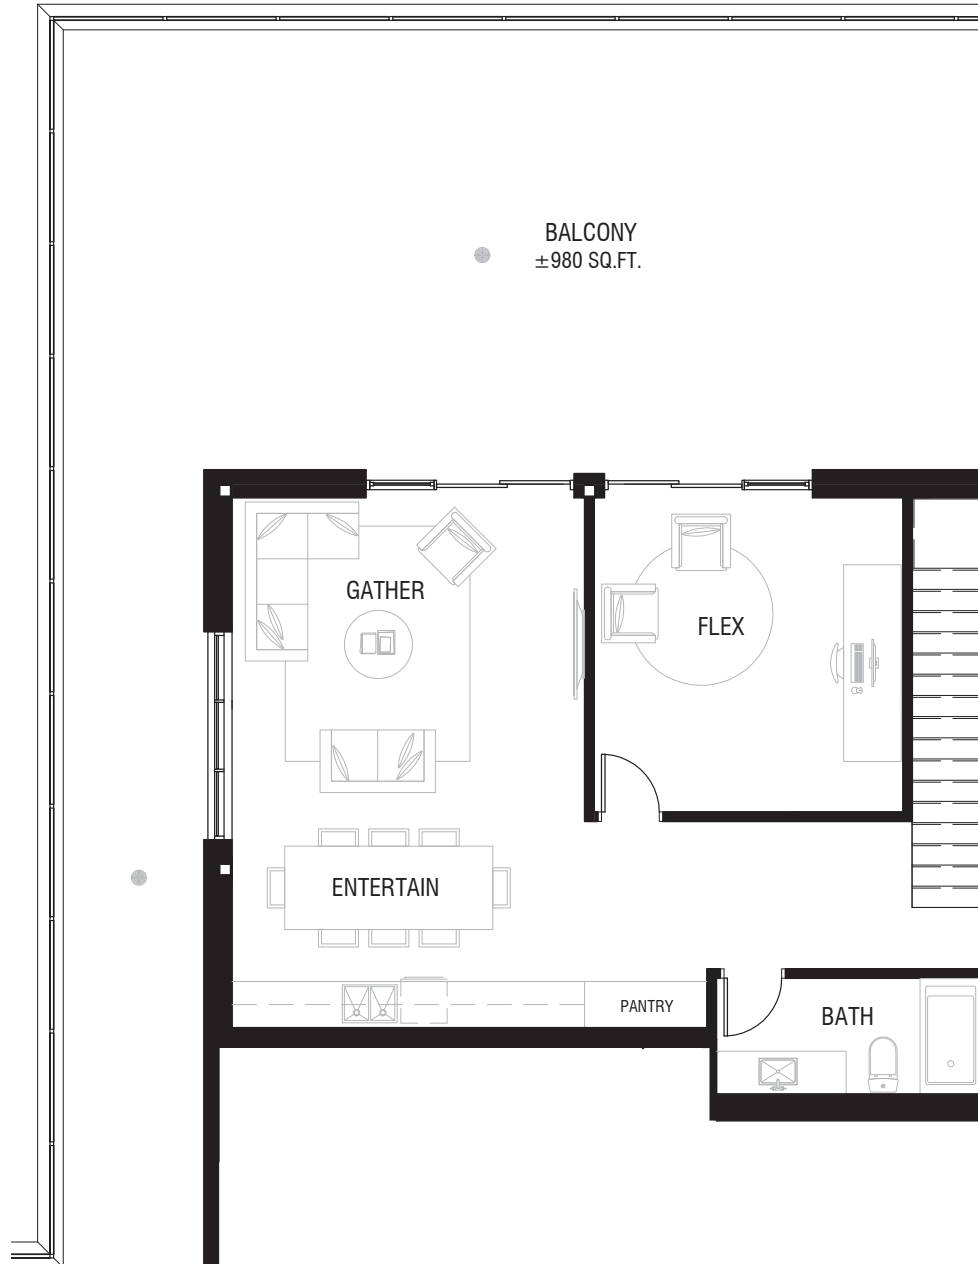 BALCONY
±980 SQ.FT.
GATHER
FLEX
ENTERTAIN
PANTRY
BATH